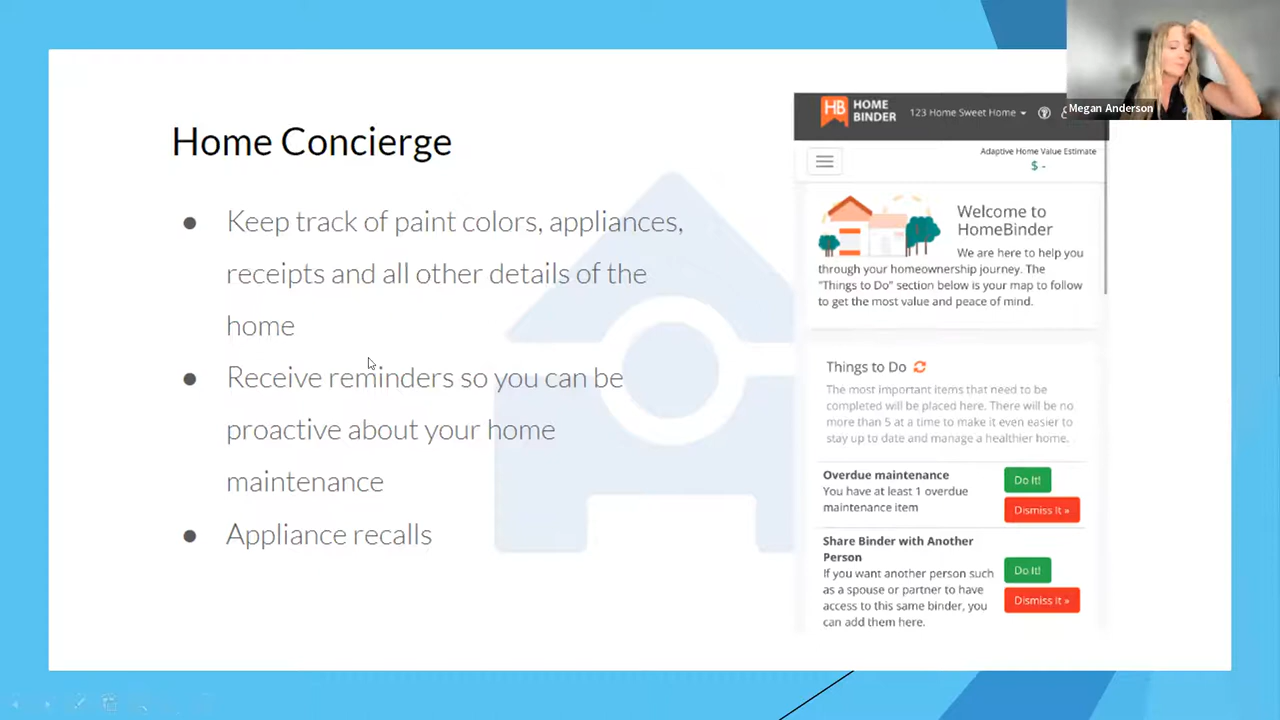 Megan Anderson
Home Concierge
● Keep track of paint colors, appliances,
receipts and all other details of the
home
● Receive reminders so you can be
proactive about your home
maintenance
● Appliance recalls
HB HOME
BINDER
123 Home Sweet Home
Adaptive Home Value Estimate
$ -
Welcome to
HomeBinder
We are here to help you
through your homeownership journey. The
"Things to Do" section below is your map to follow
to get the most value and peace of mind.
Things to Do
The most important items that need to be
completed will be placed here. There will be no
more than 5 at a time to make it even easier to
stay up to date and manage a healthier home.
Overdue maintenance
You have at least 1 overdue
maintenance item
Do It!
Dismiss It »
Share Binder with Another
Person
If you want another person such
as a spouse or partner to have
access to this same binder, you
can add them here.
Do It!
Dismiss It »